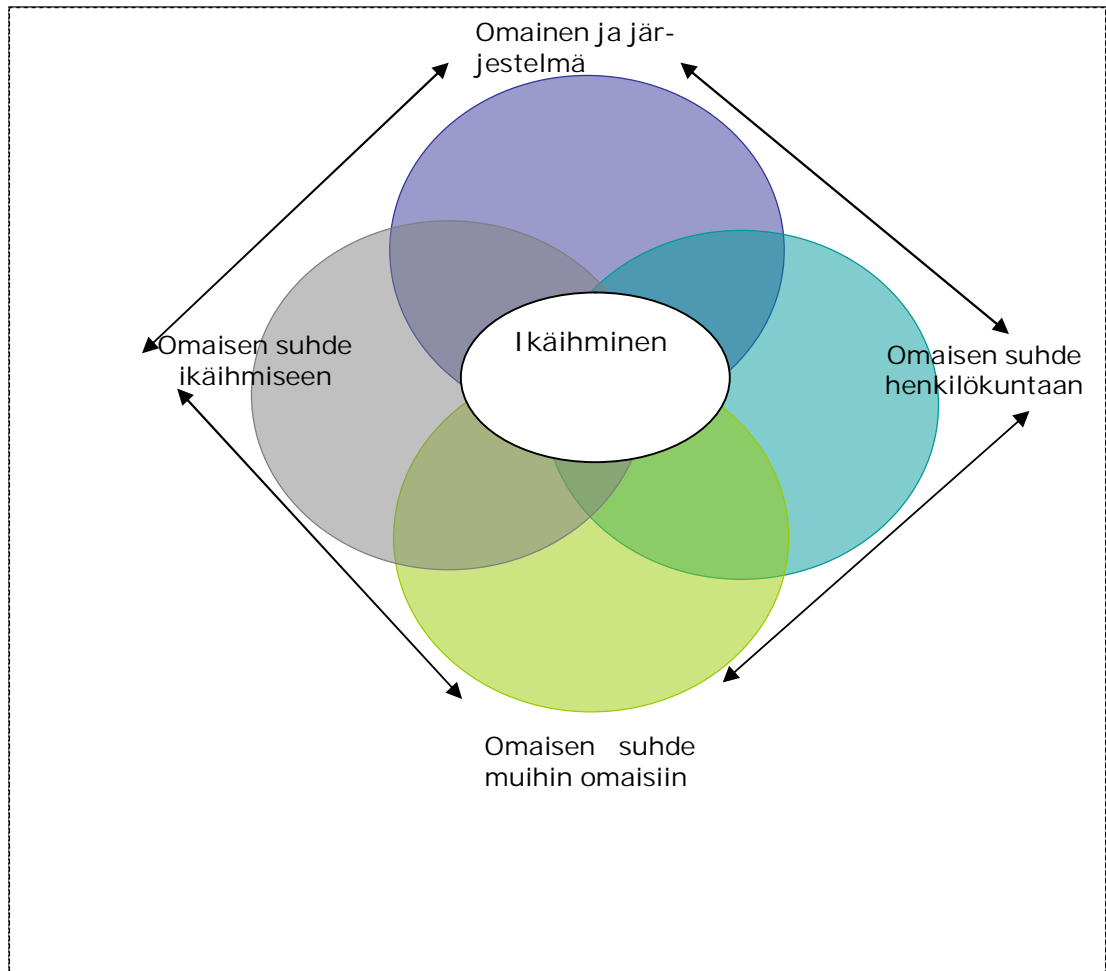 Omainen ja jär-
jestelmä
Ikäihminen
Omaisen suhde
ikäihmiseen
Omaisen suhde
henkilökuntaan
Omaisen suhde
muihin omaisiin